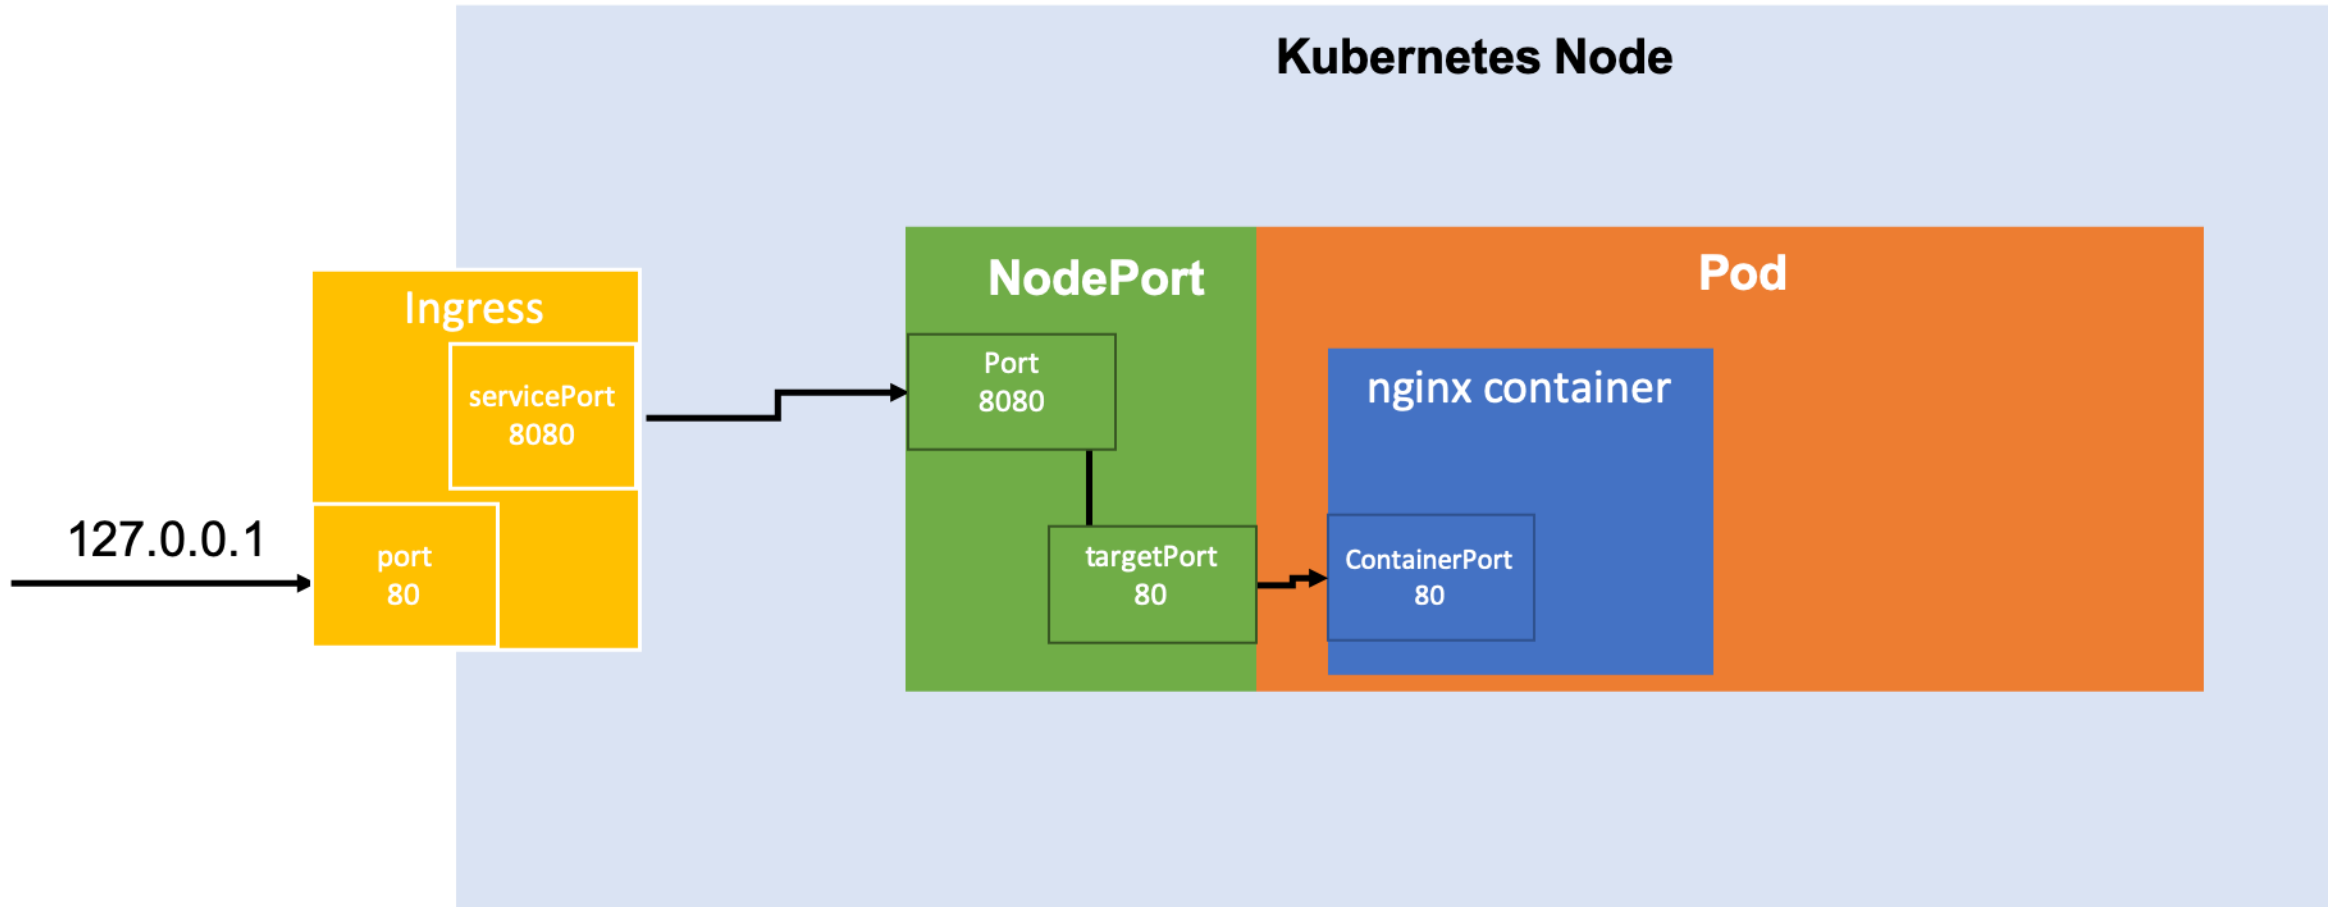 Kubernetes Node
Ingress
servicePort
8080
127.0.0.1
port
80
NodePort
Port
8080
targetPort
80
Pod
nginx container
ContainerPort
80